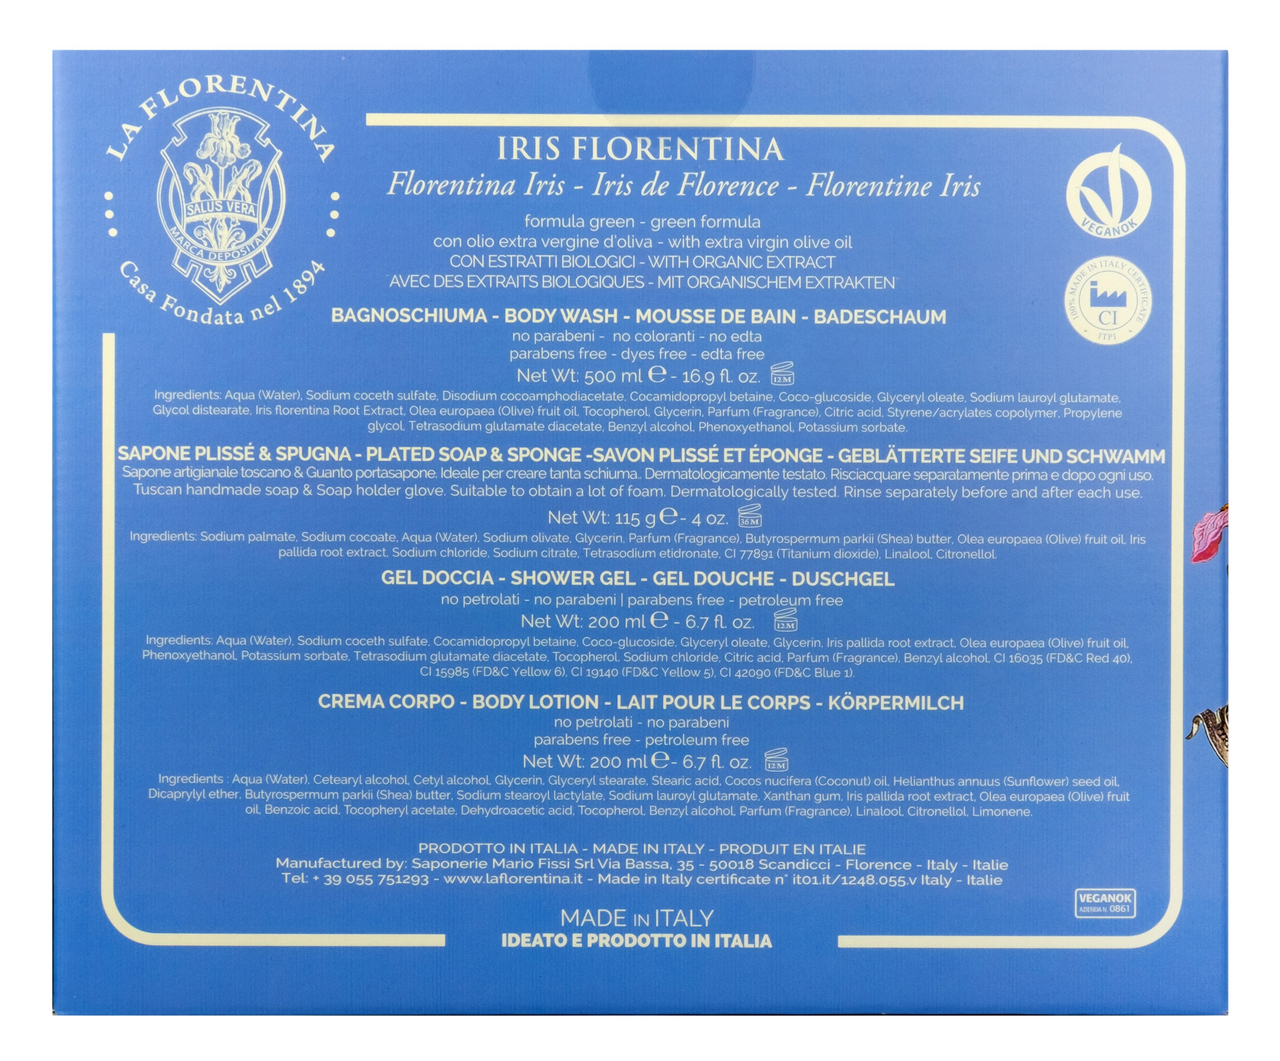 LA FLORENTINA
SALUS VERA
MARCA DEPOSITATA
Casa Fondata nel 1894
IRIS FLORENTINA
Florentina Iris - Iris de Florence - Florentine Iris
formula green - green formula
con olio extra vergine d'oliva - with extra virgin olive oil
CON ESTRATTI BIOLOGICI - WITH ORGANIC EXTRACT
AVEC DES EXTRAITS BIOLOGIQUES - MIT ORGANISCHEM EXTRAKTEN
VEGANOK
100% MADE IN ITALY CERTIFICATE
CI
ITPI
BAGNOSCHIUMA - BODY WASH - MOUSSE DE BAIN - BADESCHAUM
no parabeni - no coloranti - no edta
parabens free - dyes free - edta free
Net Wt: 500 ml ℮ - 16.9 fl. oz. 12M
Ingredients: Aqua (Water), Sodium coceth sulfate, Disodium cocoamphodiacetate, Cocamidopropyl betaine, Coco-glucoside, Glyceryl oleate, Sodium lauroyl glutamate,
Glycol distearate, Iris florentina Root Extract, Olea europaea (Olive) fruit oil, Tocopherol, Glycerin, Parfum (Fragrance), Citric acid, Styrene/acrylates copolymer, Propylene
glycol, Tetrasodium glutamate diacetate, Benzyl alcohol, Phenoxyethanol, Potassium sorbate.
SAPONE PLISSÉ & SPUGNA - PLATED SOAP & SPONGE -SAVON PLISSÉ ET ÉPONGE - GEBLÄTTERTE SEIFE UND SCHWAMM
Sapone artigianale toscano & Guanto portasapone. Ideale per creare tanta schiuma. Dermatologicamente testato. Risciacquare separatamente prima e dopo ogni uso.
Tuscan handmade soap & Soap holder glove. Suitable to obtain a lot of foam. Dermatologically tested. Rinse separately before and after each use.
Net Wt: 115 g ℮ - 4 oz. 36M
Ingredients: Sodium palmate, Sodium cocoate, Aqua (Water), Sodium olivate, Glycerin, Parfum (Fragrance), Butyrospermum parkii (Shea) butter, Olea europaea (Olive) fruit oil, Iris
pallida root extract, Sodium chloride, Sodium citrate, Tetrasodium etidronate, CI 77891 (Titanium dioxide), Linalool, Citronellol.
GEL DOCCIA - SHOWER GEL - GEL DOUCHE - DUSCHGEL
no petrolati - no parabeni | parabens free - petroleum free
Net Wt: 200 ml ℮ - 6.7 fl. oz. 12M
Ingredients: Aqua (Water), Sodium coceth sulfate, Cocamidopropyl betaine, Coco-glucoside, Glyceryl oleate, Glycerin, Iris pallida root extract, Olea europaea (Olive) fruit oil,
Phenoxyethanol, Potassium sorbate, Tetrasodium glutamate diacetate, Tocopherol, Sodium chloride, Citric acid, Parfum (Fragrance), Benzyl alcohol, CI 16035 (FD&C Red 40),
CI 15985 (FD&C Yellow 6), CI 19140 (FD&C Yellow 5), CI 42090 (FD&C Blue 1).
CREMA CORPO - BODY LOTION - LAIT POUR LE CORPS - KÖRPERMILCH
no petrolati - no parabeni
parabens free - petroleum free
Net Wt: 200 ml ℮ - 6.7 fl. oz. 12M
Ingredients : Aqua (Water), Cetearyl alcohol, Cetyl alcohol, Glycerin, Glyceryl stearate, Stearic acid, Cocos nucifera (Coconut) oil, Helianthus annuus (Sunflower) seed oil,
Dicaprylyl ether, Butyrospermum parkii (Shea) butter, Sodium stearoyl lactylate, Sodium lauroyl glutamate, Xanthan gum, Iris pallida root extract, Olea europaea (Olive) fruit
oil, Benzoic acid, Tocopheryl acetate, Dehydroacetic acid, Tocopherol, Benzyl alcohol, Parfum (Fragrance), Linalool, Citronellol, Limonene.
PRODOTTO IN ITALIA - MADE IN ITALY - PRODUIT EN ITALIE
Manufactured by: Saponerie Mario Fissi Srl Via Bassa, 35 - 50018 Scandicci - Florence - Italy - Italie
Tel: + 39 055 751293 - www.laflorentina.it - Made in Italy certificate n° it01.it/1248.055.v Italy - Italie
VEGANOK
AZIENDA N. 0861
MADE IN ITALY
IDEATO E PRODOTTO IN ITALIA